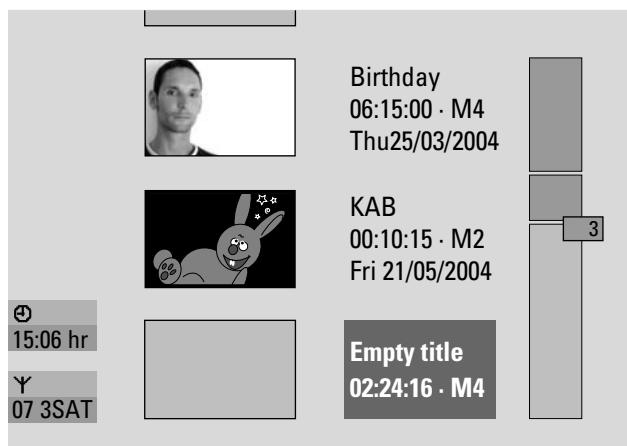 Birthday
06:15:00 · M4
Thu25/03/2004
KAB
00:10:15 · M2
Fri 21/05/2004
3
15:06 hr
Empty title
02:24:16 · M4
07 3SAT